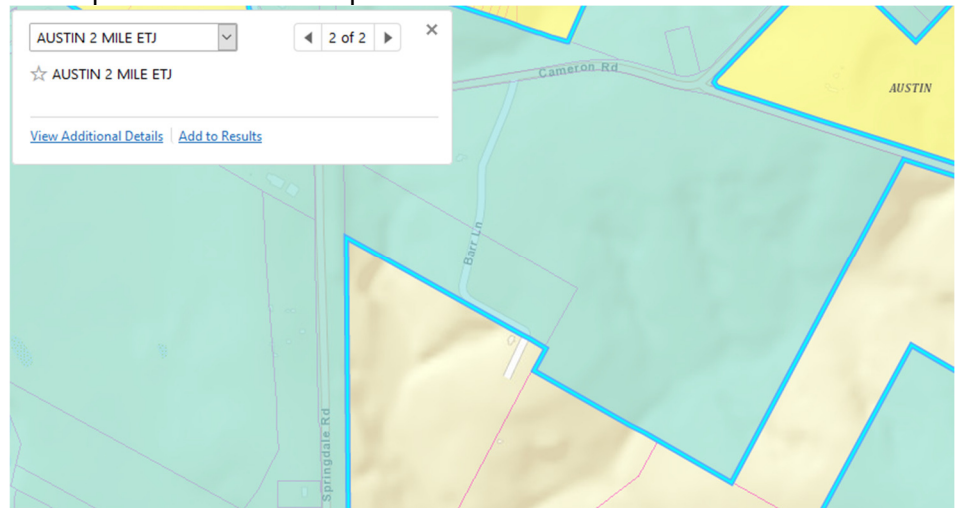 AUSTIN 2 MILE ETJ
2 of 2
AUSTIN 2 MILE ETJ
View Additional Details
Add to Results
Cameron Rd
AUSTIN
Barr Ln
Springdale Rd